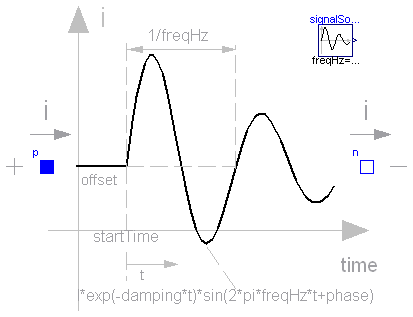 i
signalSo...
1/freqHz
freqHz=...
i
i
p
n
+
−
offset
startTime
time
t
*exp(-damping*t)*sin(2*pi*freqHz*t+phase)